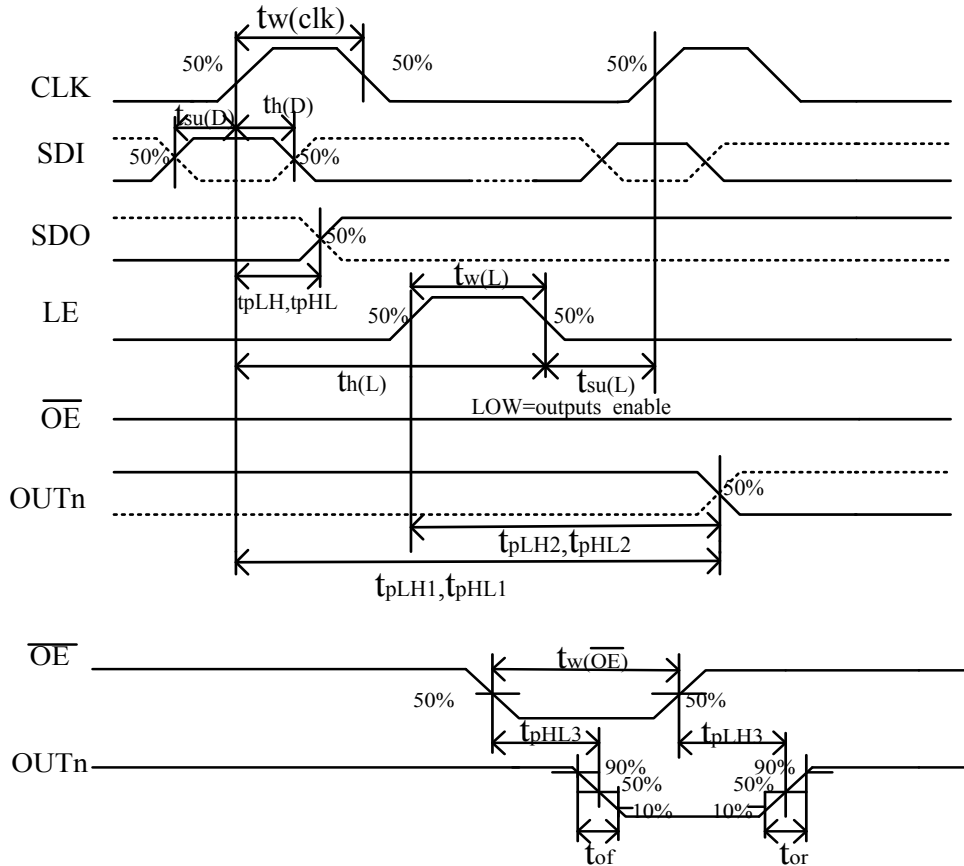 tw(clk)
50%
50%
50%
CLK
tsu(D)
th(D)
SDI
50%
50%
SDO
50%
tpLH,tpHL
tw(L)
LE
50%
50%
th(L)
tsu(L)
LOW=outputs enable
OE
OUTn
50%
tpLH2,tpHL2
tpLH1,tpHL1
OE
tw(OE)
50%
50%
tpHL3
tpLH3
OUTn
90%
90%
50%
50%
10%
10%
tof
tor